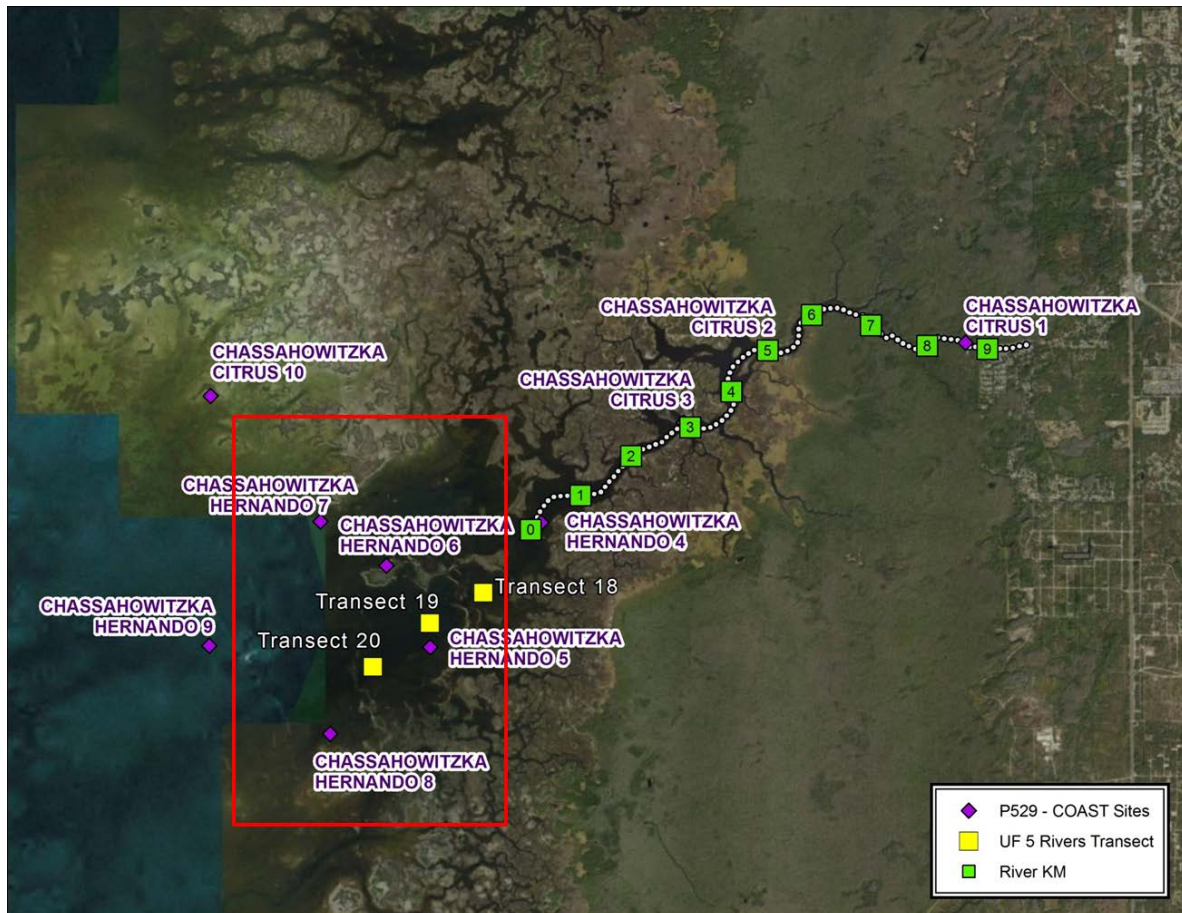 CHASSAHOWITZKA
CITRUS 2
6
CHASSAHOWITZKA
CITRUS 1
7
8
9
5
CHASSAHOWITZKA
CITRUS 10
CHASSAHOWITZKA
CITRUS 3
4
3
2
CHASSAHOWITZKA
HERNANDO 7
1
CHASSAHOWITZKA
HERNANDO 6
0
CHASSAHOWITZKA
HERNANDO 4
Transect 18
Transect 19
CHASSAHOWITZKA
HERNANDO 9
Transect 20
CHASSAHOWITZKA
HERNANDO 5
CHASSAHOWITZKA
HERNANDO 8
P529 - COAST Sites
UF 5 Rivers Transect
River KM